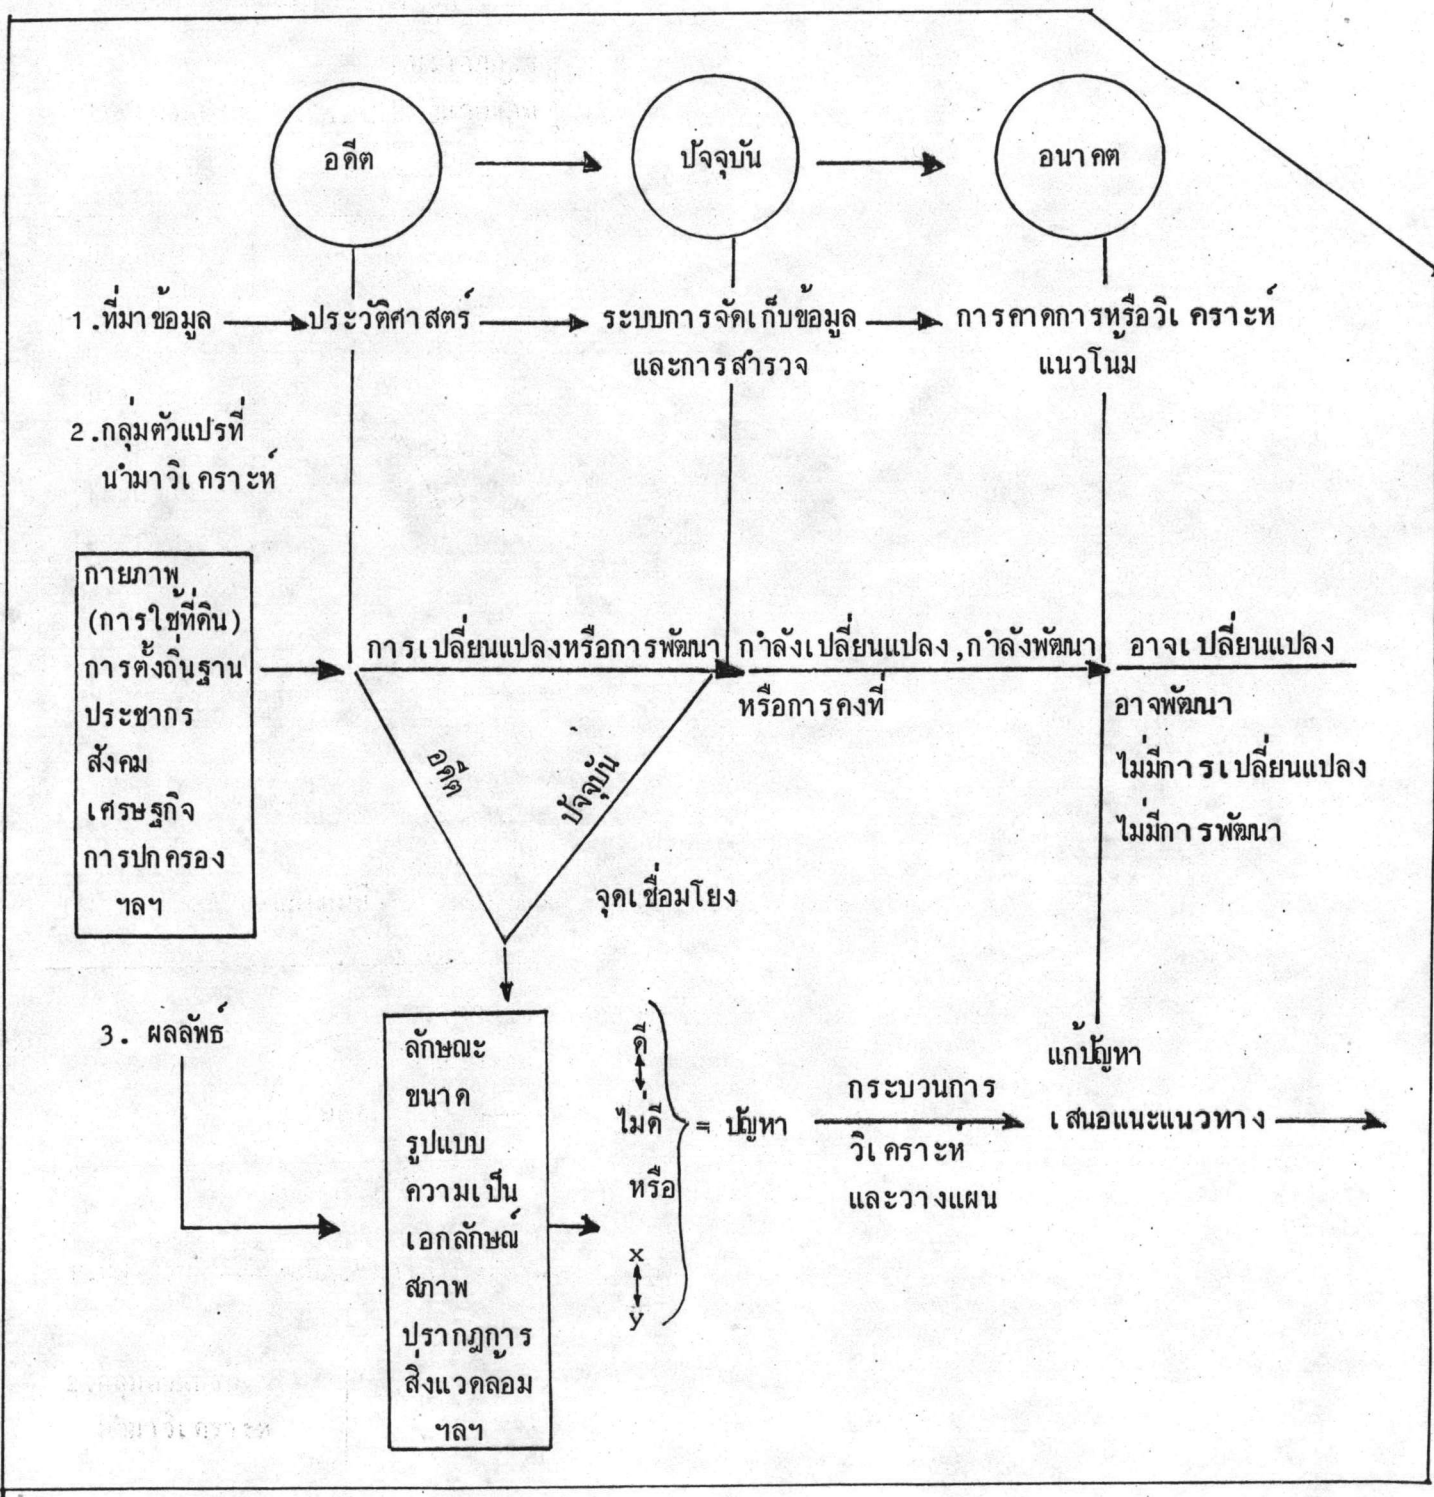 อดีต
ปัจจุบัน
อนาคต
1.ที่มาข้อมูล
ประวัติศาสตร์
ระบบการจัดเก็บข้อมูล
และการสำรวจ
การคาดการหรือวิเคราะห์
แนวโน้ม
2.กลุ่มตัวแปรที่
นำมาวิเคราะห์
กายภาพ
(การใช้ที่ดิน)
การตั้งถิ่นฐาน
ประชากร
สังคม
เศรษฐกิจ
การปกครอง
ฯลฯ
การเปลี่ยนแปลงหรือการพัฒนา
กำลังเปลี่ยนแปลง,กำลังพัฒนา
หรือการคงที่
อาจเปลี่ยนแปลง
อาจพัฒนา
ไม่มีการเปลี่ยนแปลง
ไม่มีการพัฒนา
อดีต
ปัจจุบัน
จุดเชื่อมโยง
3. ผลลัพธ์
ลักษณะ
ขนาด
รูปแบบ
ความเป็น
เอกลักษณ์
สภาพ
ปรากฎการ
สิ่งแวดล้อม
ฯลฯ
ดี
ไม่ดี
หรือ
x
y
= ปัญหา
กระบวนการ
วิเคราะห์
และวางแผน
แก้ปัญหา
เสนอแนะแนวทาง